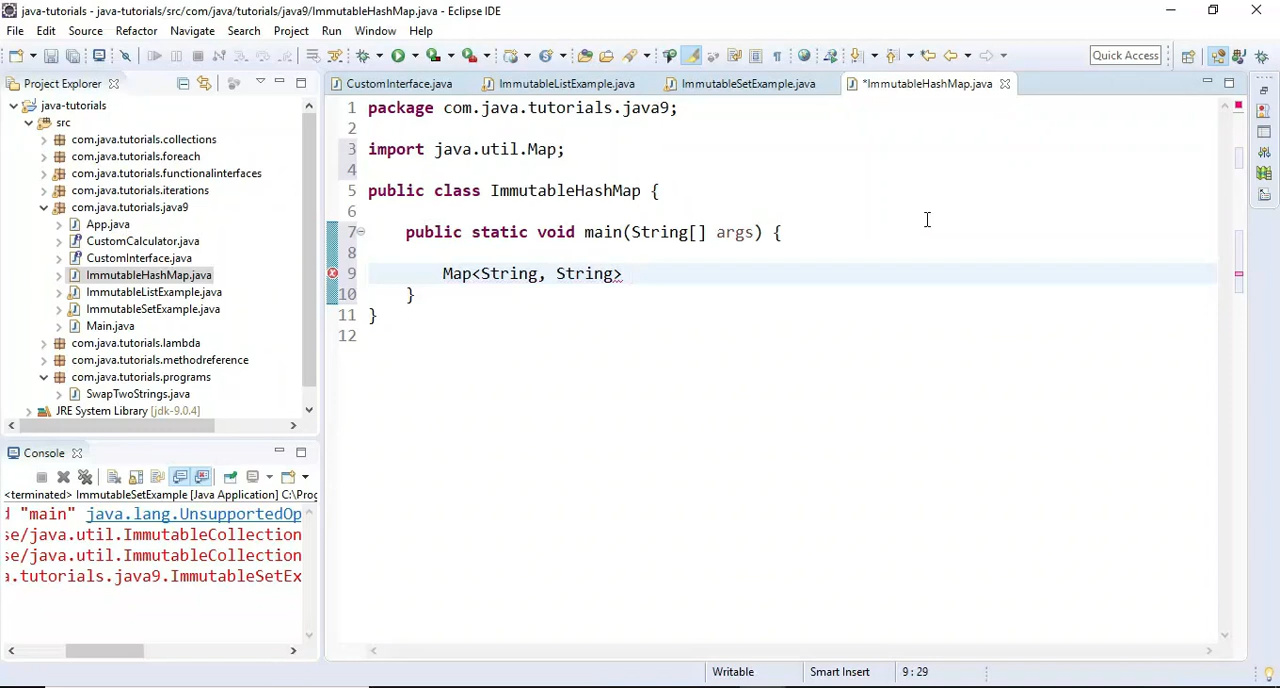 java-tutorials - java-tutorials/src/com/java/tutorials/java9/ImmutableHashMap.java - Eclipse IDE
File Edit Source Refactor Navigate Search Project Run Window Help
Quick Access
Project Explorer
CustomInterface.java
ImmutableListExample.java
ImmutableSetExample.java
*ImmutableHashMap.java
java-tutorials
src
com.java.tutorials.collections
com.java.tutorials.foreach
com.java.tutorials.functionalinterfaces
com.java.tutorials.iterations
com.java.tutorials.java9
App.java
CustomCalculator.java
CustomInterface.java
ImmutableHashMap.java
ImmutableListExample.java
ImmutableSetExample.java
Main.java
com.java.tutorials.lambda
com.java.tutorials.methodreference
com.java.tutorials.programs
SwapTwoStrings.java
JRE System Library [jdk-9.0.4]
1 package com.java.tutorials.java9;
2
3 import java.util.Map;
4
5 public class ImmutableHashMap {
6
7 public static void main(String[] args) {
8
9 Map<String, String>
10 }
11 }
12
Console
<terminated> ImmutableSetExample [Java Application] C:\Prog
d "main" java.lang.UnsupportedOp
se/java.util.ImmutableCollection
se/java.util.ImmutableCollection
a.tutorials.java9.ImmutableSetEx
Writable
Smart Insert
9 : 29